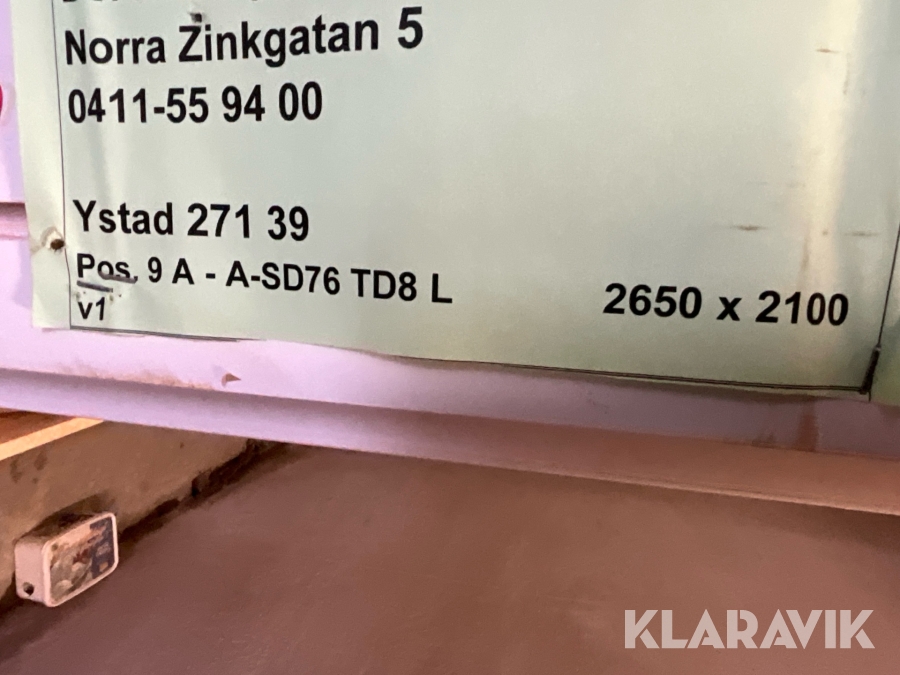 Norra Zinkgatan 5
0411-55 94 00
Ystad 271 39
Pos. 9 A - A-SD76 TD8 L
2650 x 2100
v1
KLARAVIK